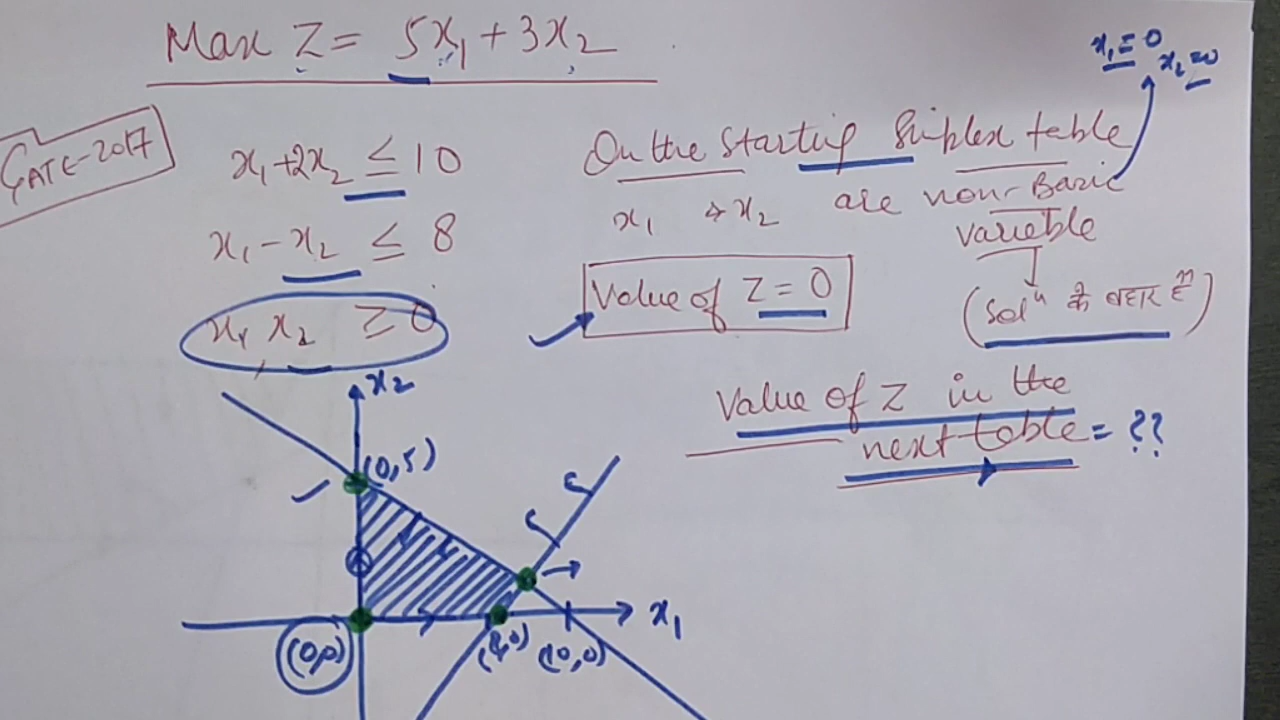 Max Z = 5x₁ + 3x₂
x₁ = 0
x₂ = 0
GATE-2017
x₁ + 2x₂ ≤ 10
x₁ - x₂ ≤ 8
x₁, x₂ ≥ 0
On the starting Simplex table
x₁ & x₂ are non-Basic
variable
Value of Z = 0
(Solⁿ के बाहर है)
Value of Z in the
next table = ??
x₂
(0,5)
x₁
(0,0)
(8,0)
(10,0)